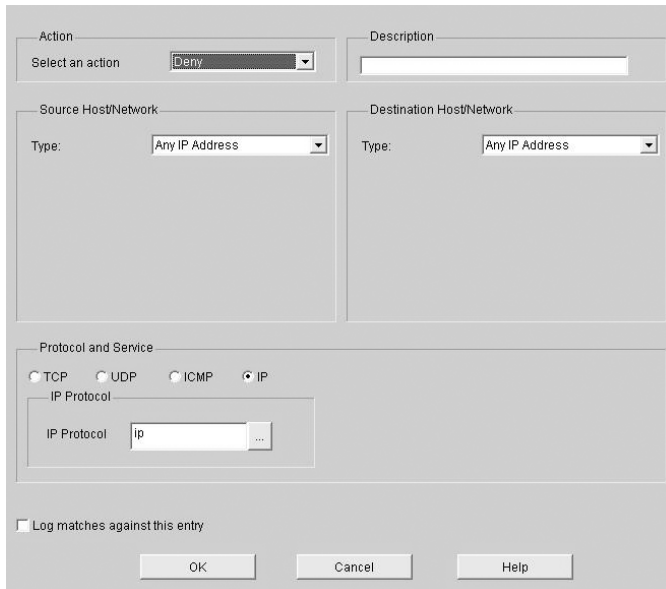 Action
Select an action Deny
Description
Source Host/Network
Type: Any IP Address
Destination Host/Network
Type: Any IP Address
Protocol and Service
TCP UDP ICMP IP
IP Protocol
IP Protocol ip ...
Log matches against this entry
OK Cancel Help